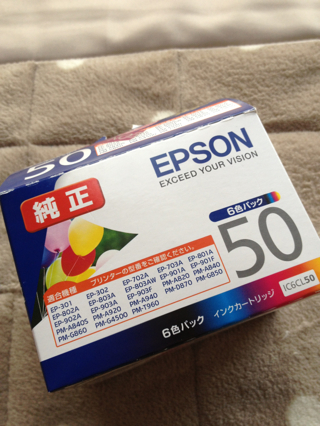 50
純正
EPSON
EXCEED YOUR VISION
6色パック
50
プリンターの型番をご確認ください。
適合機種
EP-301 EP-302 EP-702A EP-703A EP-801A
EP-802A EP-803A EP-803AW EP-901A EP-901F
EP-902A EP-903A EP-903F PM-A820 PM-A840
PM-A840S PM-A920 PM-A940 PM-D870 PM-G850
PM-G860 PM-G4500 PM-T960
6色パック インクカートリッジ IC6CL50